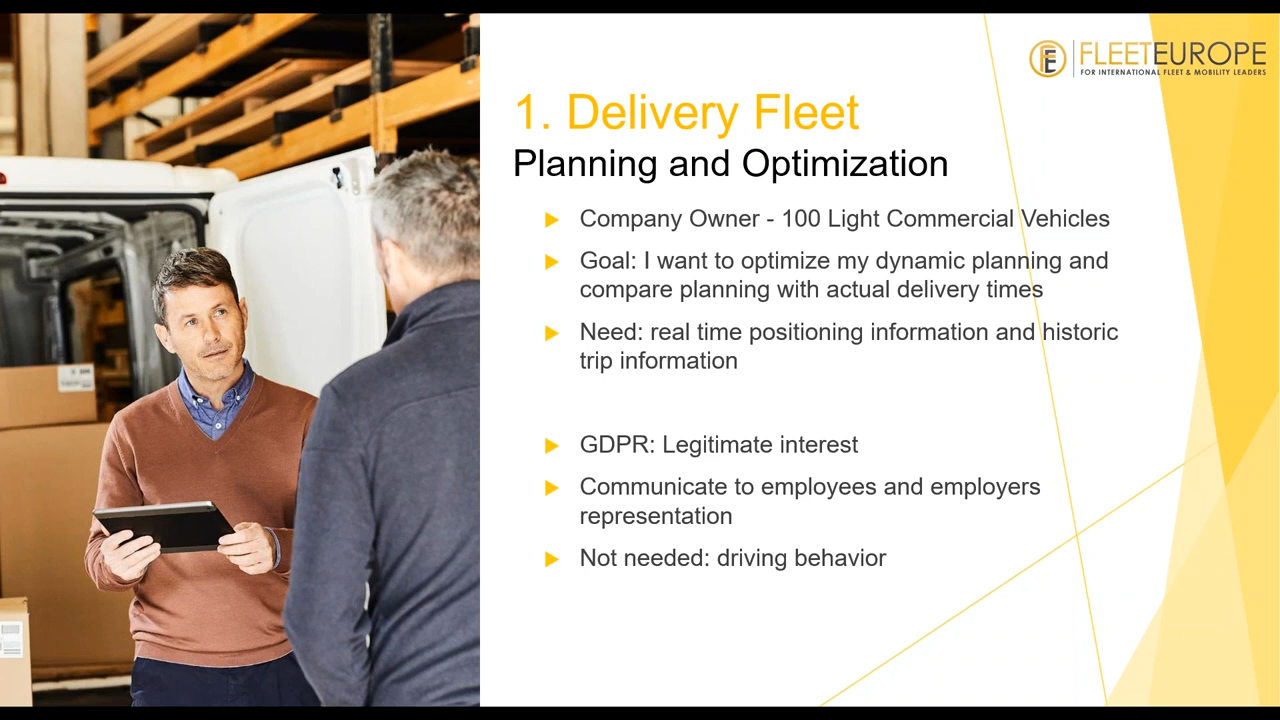 FLEETEUROPE
FOR INTERNATIONAL FLEET & MOBILITY LEADERS
1. Delivery Fleet
Planning and Optimization
Company Owner - 100 Light Commercial Vehicles
Goal: I want to optimize my dynamic planning and
compare planning with actual delivery times
Need: real time positioning information and historic
trip information
GDPR: Legitimate interest
Communicate to employees and employers
representation
Not needed: driving behavior